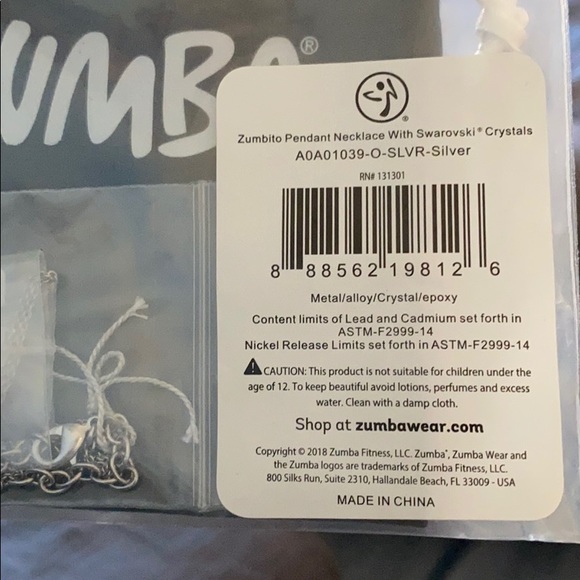 ZUMBA®
Zumbito Pendant Necklace With Swarovski® Crystals
A0A01039-O-SLVR-Silver
RN# 131301
8 88562 19812 6
Metal/alloy/Crystal/epoxy
Content limits of Lead and Cadmium set forth in
ASTM-F2999-14
Nickel Release Limits set forth in ASTM-F2999-14
CAUTION: This product is not suitable for children under the
age of 12. To keep beautiful avoid lotions, perfumes and excess
water. Clean with a damp cloth.
Shop at zumbawear.com
Copyright © 2018 Zumba Fitness, LLC. Zumba®, Zumba Wear and
the Zumba logos are trademarks of Zumba Fitness, LLC.
800 Silks Run, Suite 2310, Hallandale Beach, FL 33009 - USA
MADE IN CHINA